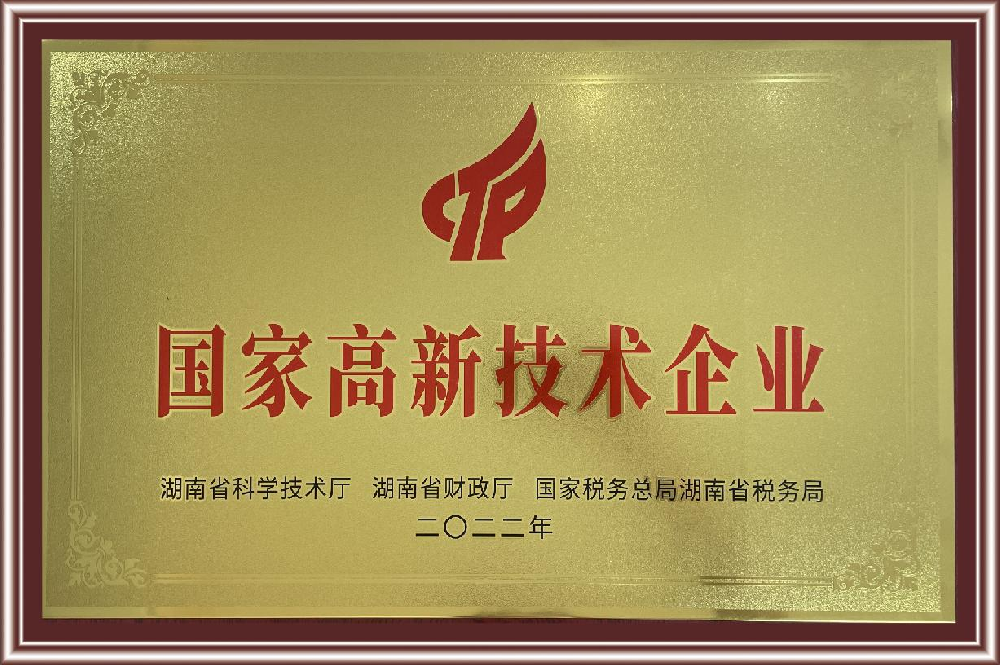 CTP
国家高新技术企业
湖南省科学技术厅 湖南省财政厅 国家税务总局湖南省税务局
二〇二二年